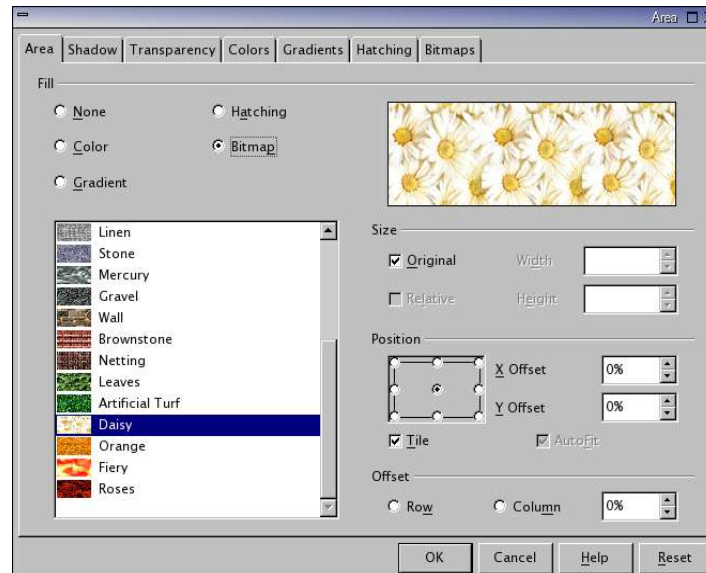 Area
Area Shadow Transparency Colors Gradients Hatching Bitmaps
Fill
None Hatching
Color Bitmap
Gradient
Linen
Stone
Mercury
Gravel
Wall
Brownstone
Netting
Leaves
Artificial Turf
Daisy
Orange
Fiery
Roses
Size
Original Width
Relative Height
Position
X Offset 0%
Y Offset 0%
Tile AutoFit
Offset
Row Column 0%
OK Cancel Help Reset